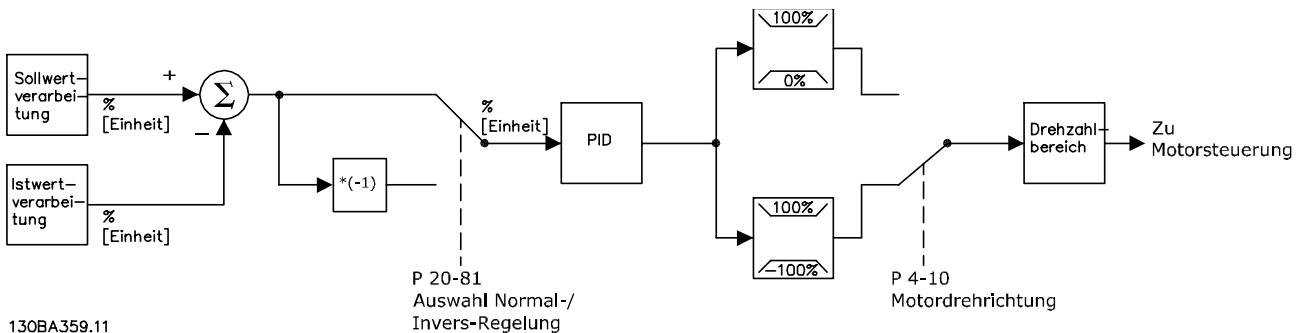 Sollwert-
verarbei-
tung
%
[Einheit]
+
Σ
−
Istwert-
verarbei-
tung
%
[Einheit]
*(-1)
P 20-81
Auswahl Normal-/
Invers-Regelung
%
[Einheit]
PID
100%
0%
100%
-100%
P 4-10
Motordrehrichtung
Drehzahl-
bereich
Zu
Motorsteuerung
130BA359.11